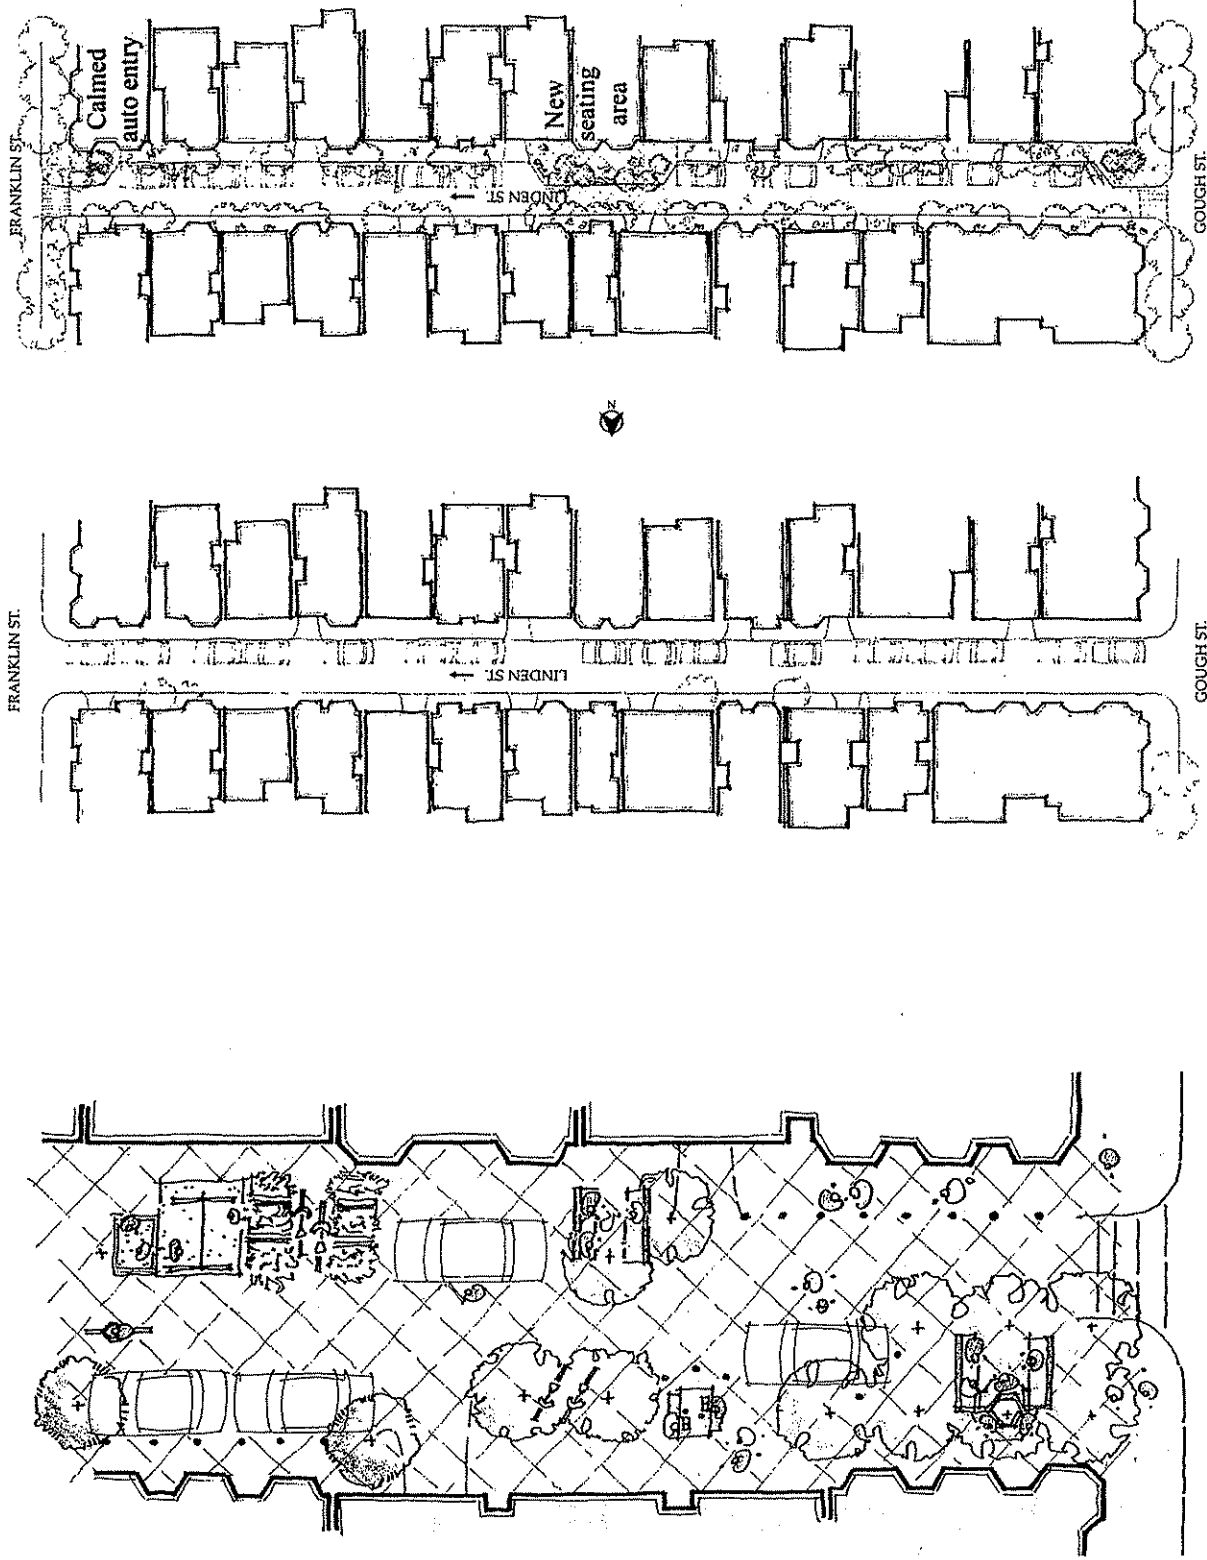 FRANKLIN ST.
Calmed
auto entry
New
seating
area
LINDEN ST.
GOUGH ST.
N
FRANKLIN ST.
LINDEN ST.
GOUGH ST.